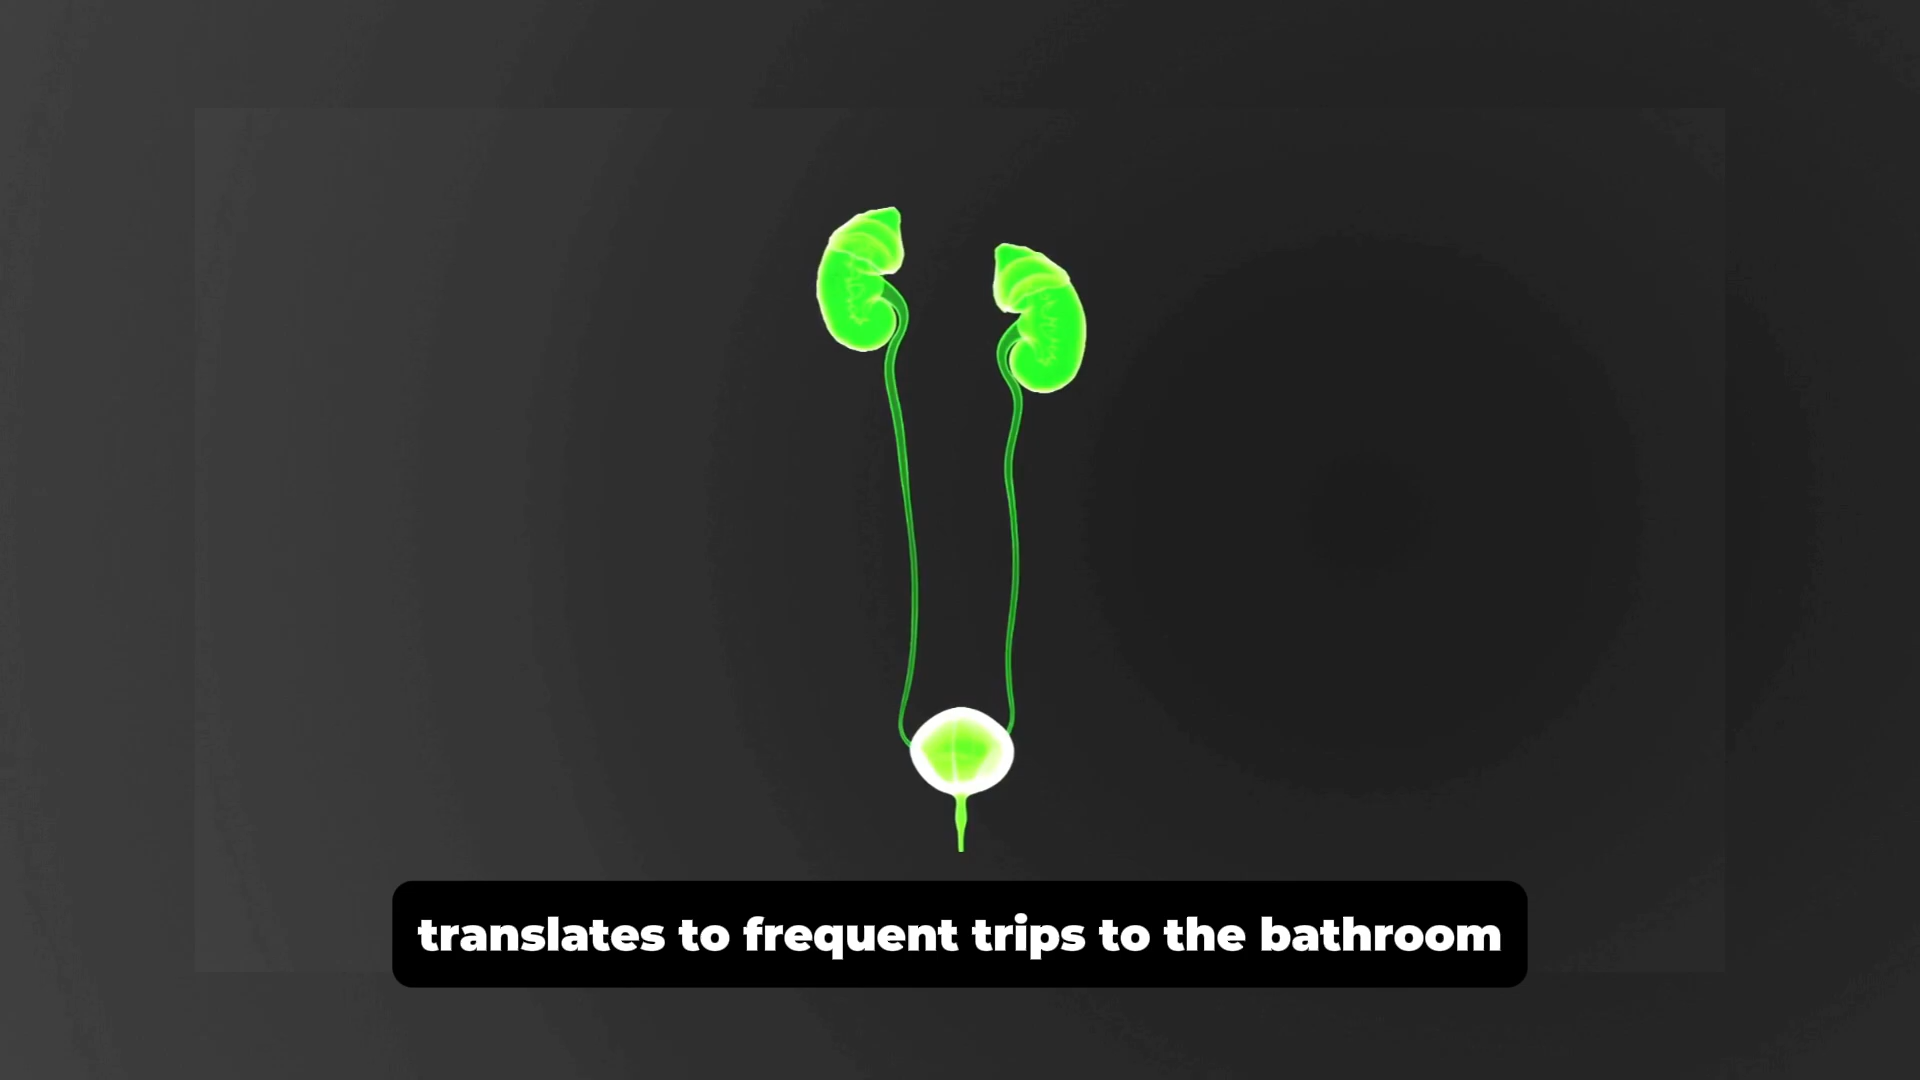 translates to frequent trips to the bathroom